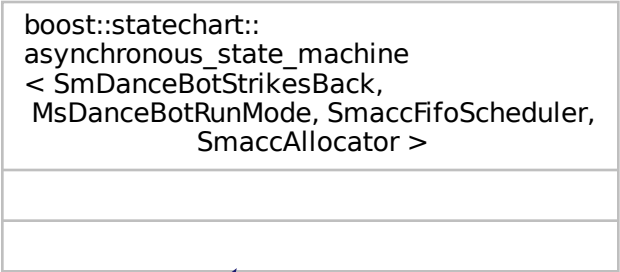 boost::statechart::
asynchronous_state_machine
< SmDanceBotStrikesBack,
MsDanceBotRunMode, SmaccFifoScheduler,
SmaccAllocator >